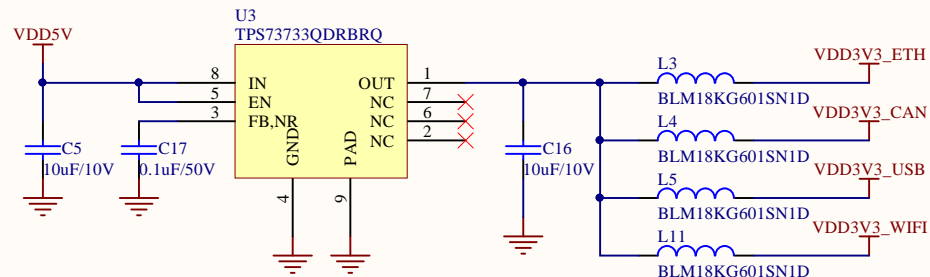 U3
TPS73733QDRBRQ
VDD5V
VDD3V3_ETH
8 IN OUT 1
L3
BLM18KG601SN1D
5 EN NC 7
3 FB,NR NC 6
NC 2
GND PAD
VDD3V3_CAN
L4
BLM18KG601SN1D
C5
10uF/10V
C17
0.1uF/50V
C16
10uF/10V
VDD3V3_USB
L5
BLM18KG601SN1D
4 9
VDD3V3_WIFI
L11
BLM18KG601SN1D